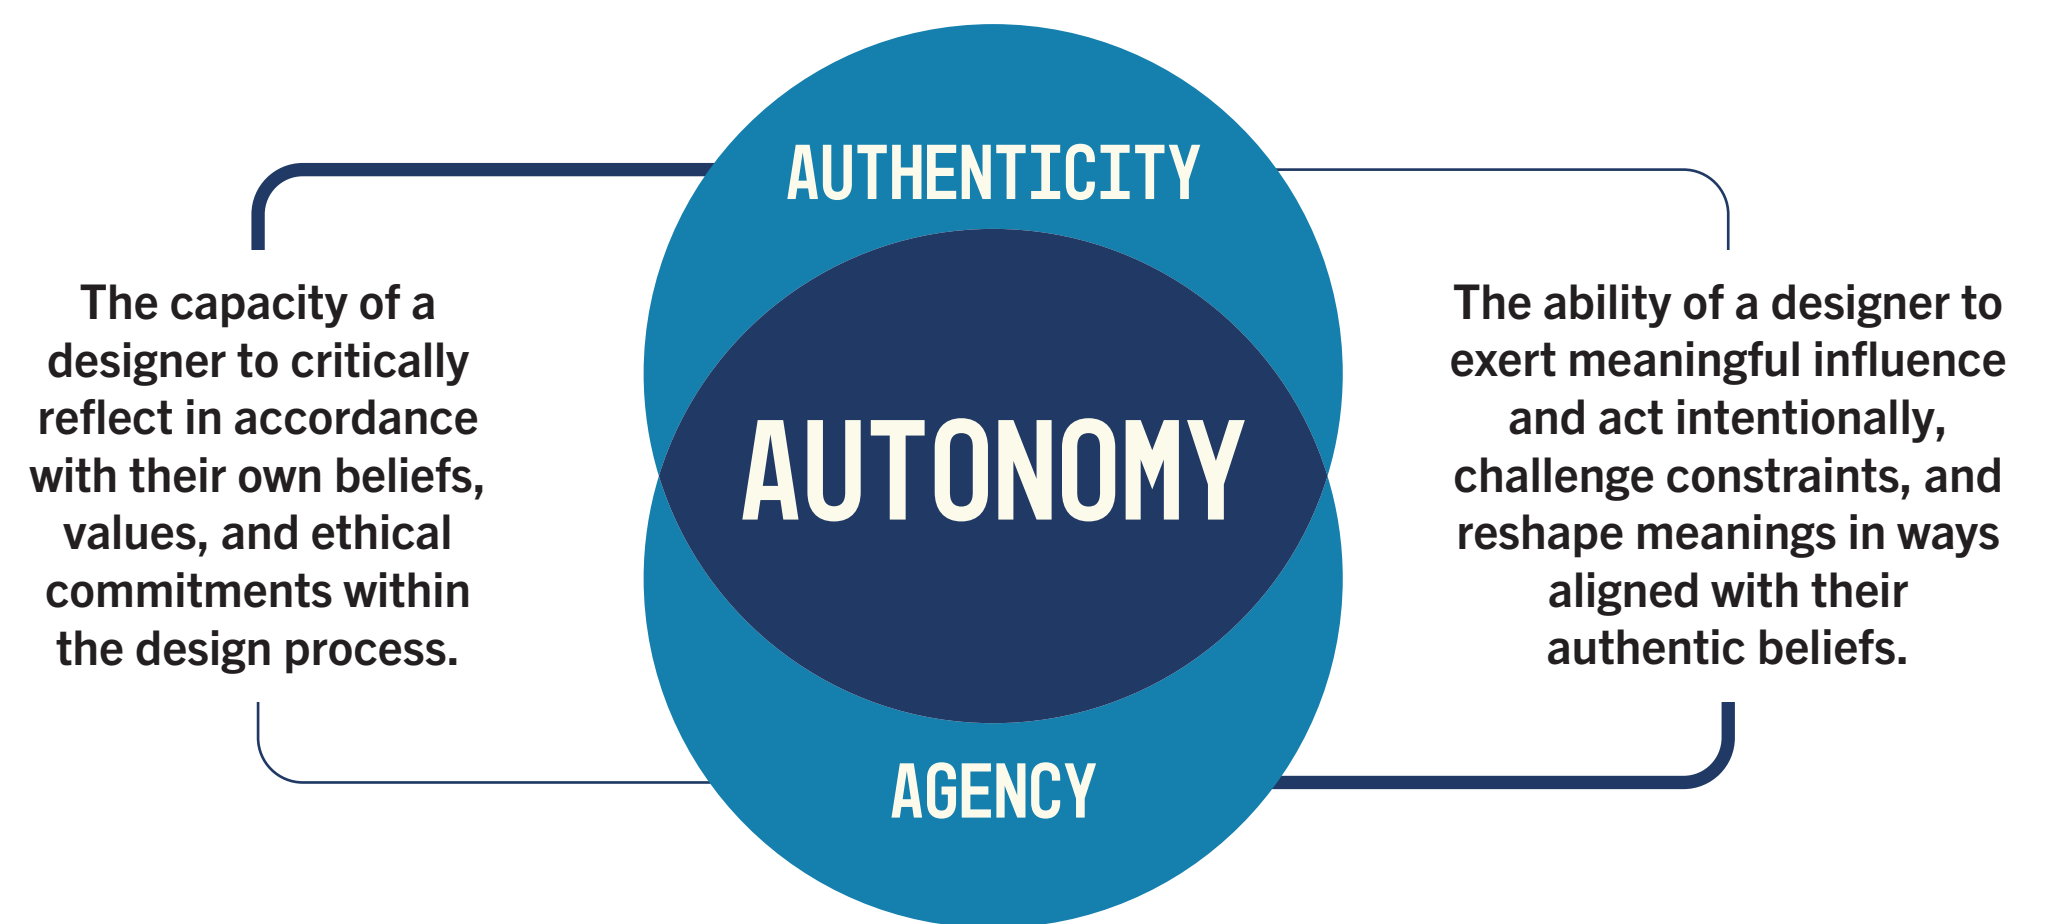 AUTHENTICITY
The capacity of a
designer to critically
reflect in accordance
with their own beliefs,
values, and ethical
commitments within
the design process.
AUTONOMY
The ability of a designer to
exert meaningful influence
and act intentionally,
challenge constraints, and
reshape meanings in ways
aligned with their
authentic beliefs.
AGENCY